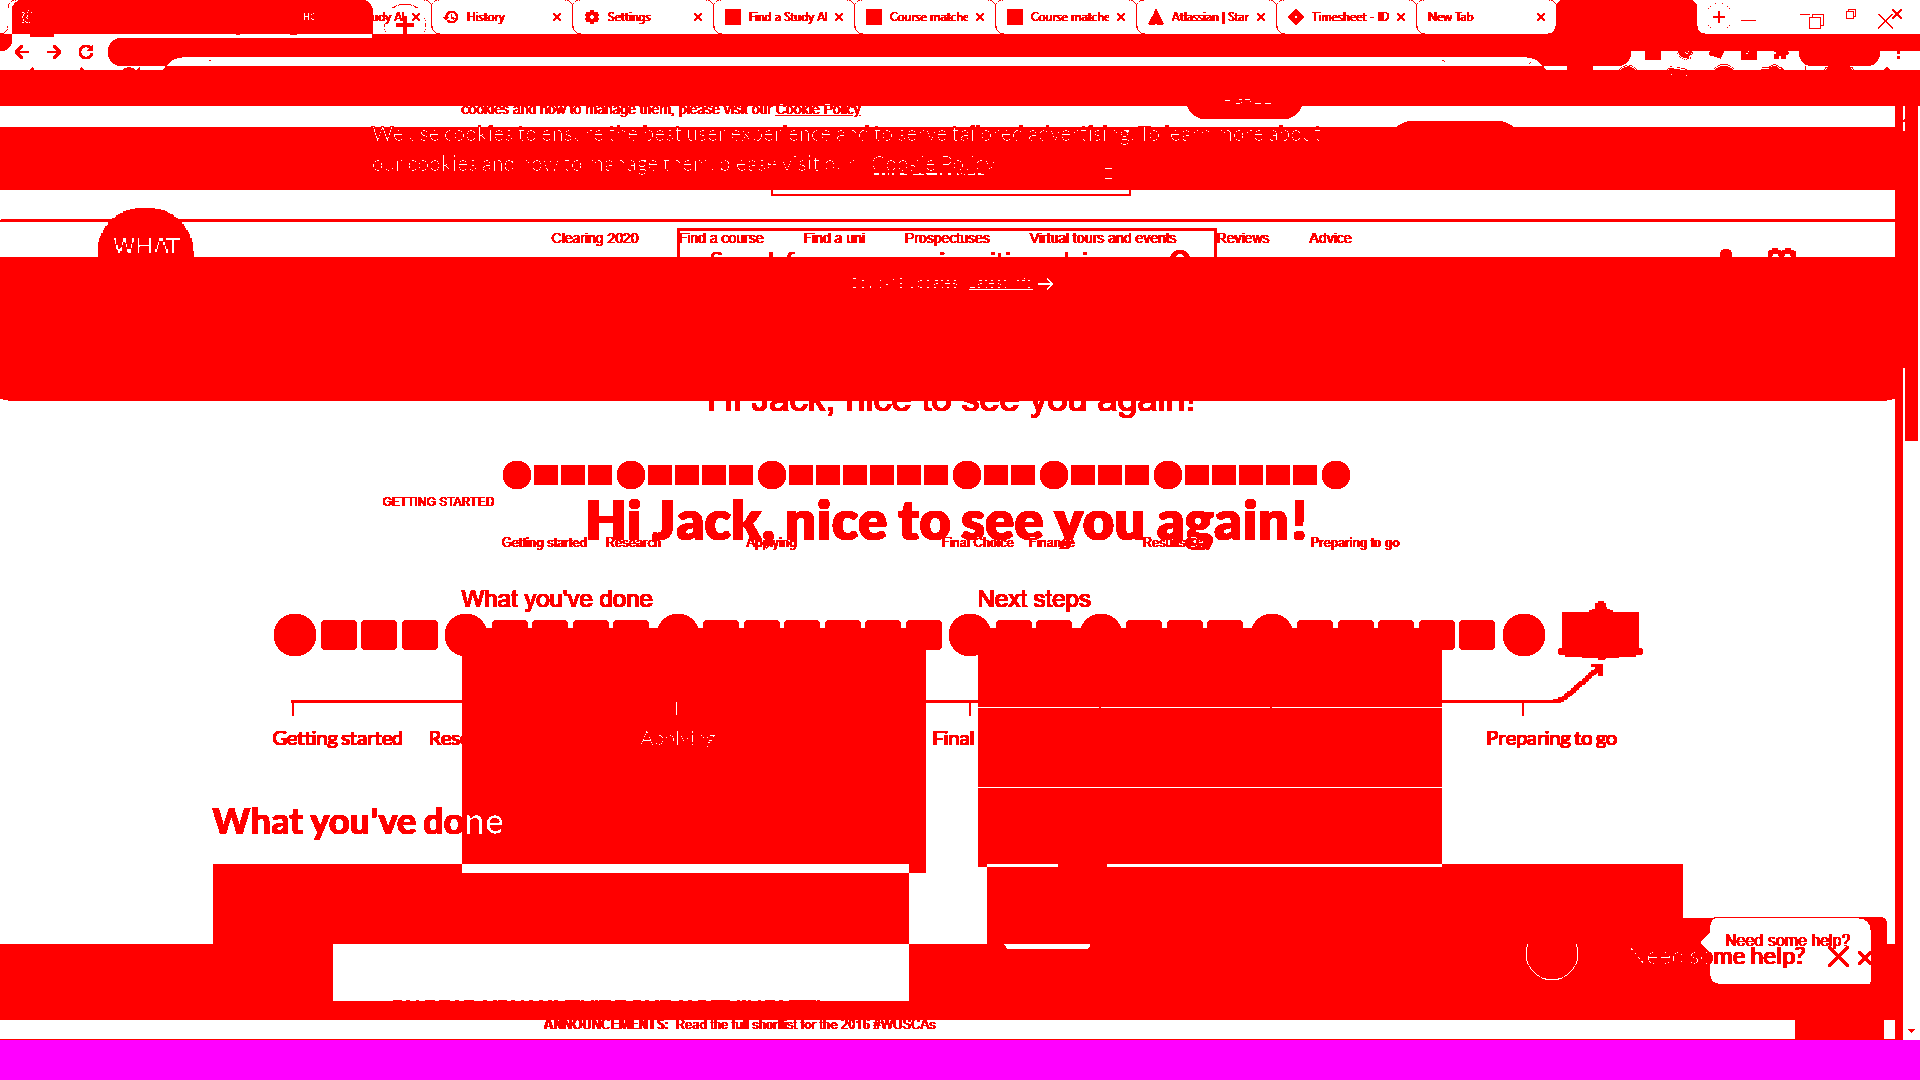 History Settings Find a Study Al Course matche Course matche Atlassian | Star Timesheet - ID New Tab
cookies and how to manage them, please visit our Cookie Policy
We use cookies to ensure the best user experience and to serve tailored advertising. To learn more about
our cookies and how to manage them please visit our Cookie Policy
WHAT
Clearing 2020 Find a course Find a uni Prospectuses Virtual tours and events Reviews Advice
Latest info →
Hi Jack, nice to see you again!
GETTING STARTED
Hi Jack, nice to see you again!
Getting started Research Applying Final Choice Finance Results Preparing to go
What you've done Next steps
Getting started Applying Final Preparing to go
What you've done
Need some help?
Need some help?
ANNOUNCEMENTS: Read the full shortlist for the 2016 #WUSCAs